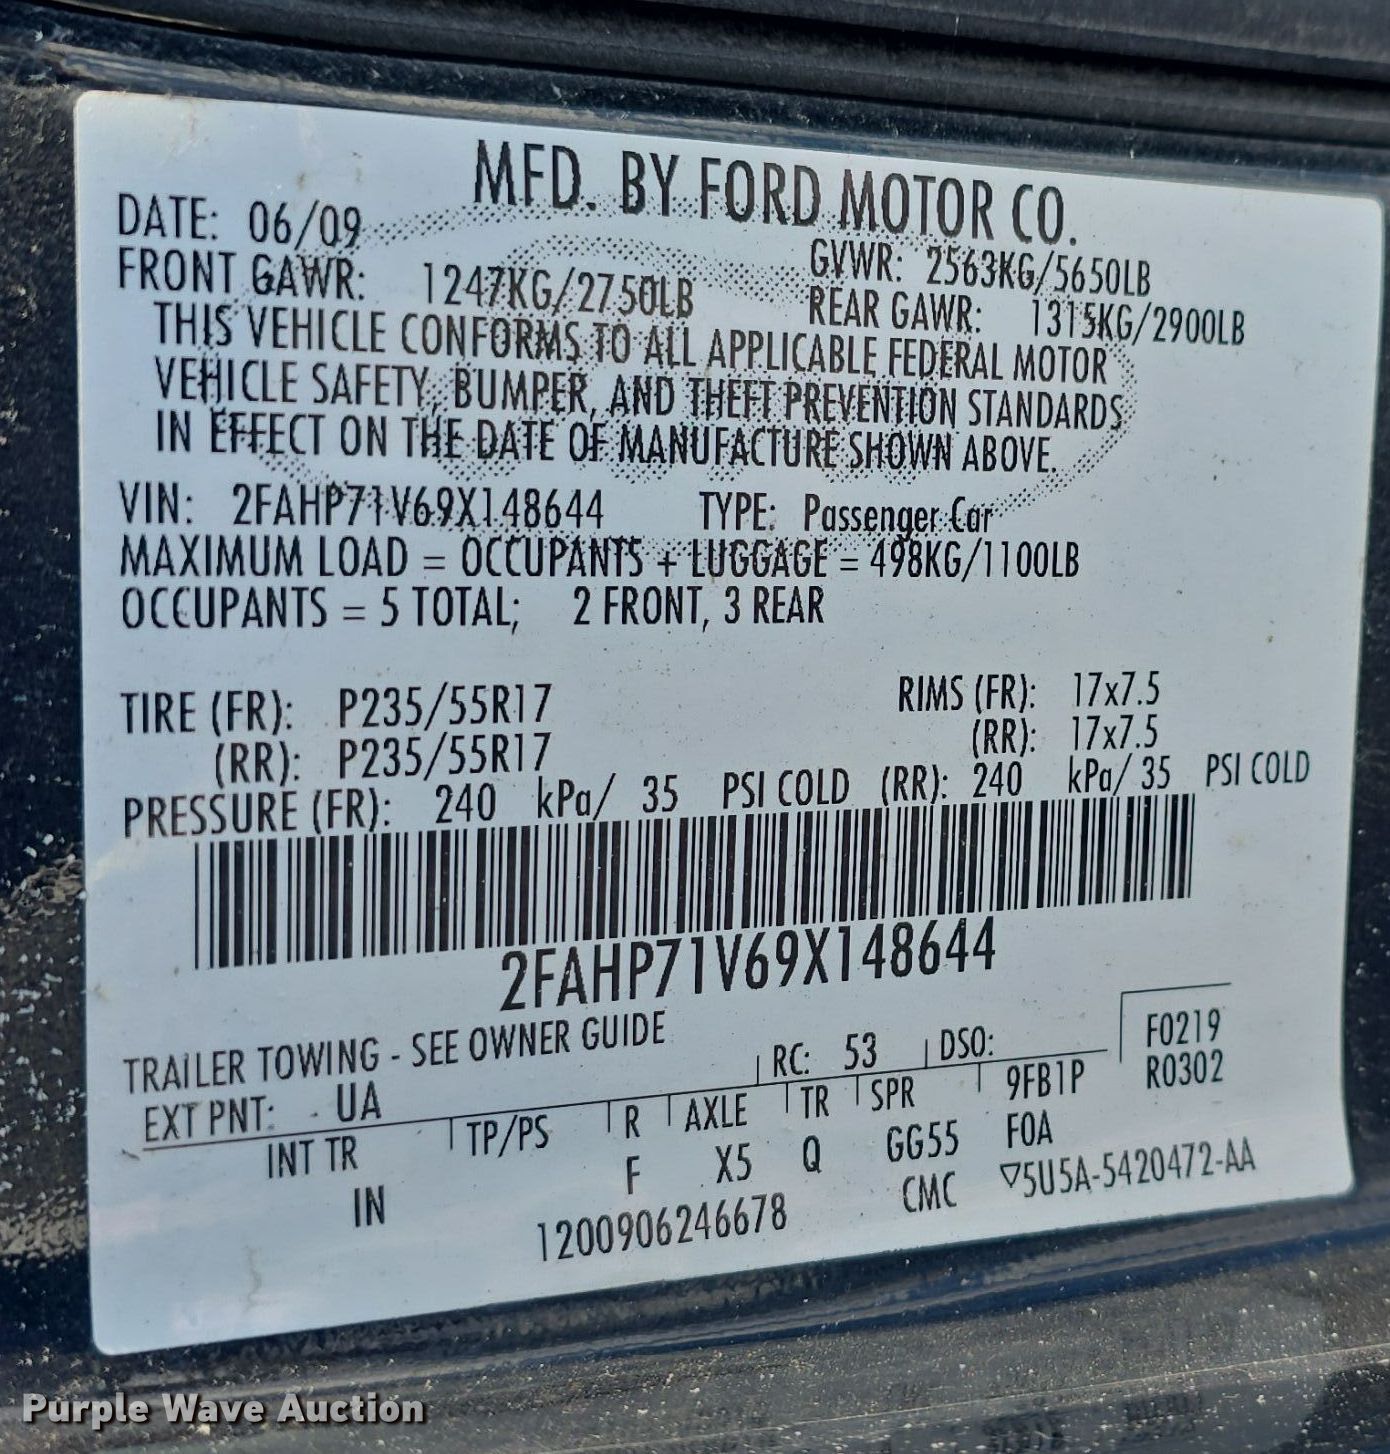 MFD. BY FORD MOTOR CO.
DATE: 06/09
GVWR: 2563KG/5650LB
FRONT GAWR: 1247KG/2750LB
REAR GAWR: 1315KG/2900LB
THIS VEHICLE CONFORMS TO ALL APPLICABLE FEDERAL MOTOR
VEHICLE SAFETY, BUMPER, AND THEFT PREVENTION STANDARDS
IN EFFECT ON THE DATE OF MANUFACTURE SHOWN ABOVE.
VIN: 2FAHP71V69X148644 TYPE: Passenger Car
MAXIMUM LOAD = OCCUPANTS + LUGGAGE = 498KG/1100LB
OCCUPANTS = 5 TOTAL; 2 FRONT, 3 REAR
TIRE (FR): P235/55R17 RIMS (FR): 17x7.5
(RR): P235/55R17 (RR): 17x7.5
PRESSURE (FR): 240 kPa/ 35 PSI COLD (RR): 240 kPa/ 35 PSI COLD
2FAHP71V69X148644
TRAILER TOWING - SEE OWNER GUIDE
F0219
EXT PNT: UA RC: 53 DSO:
R0302
INT TR TP/PS R AXLE TR SPR 9FB1P
IN F X5 Q GG55 F0A
1200906246678 CMC ▽5U5A-5420472-AA
Purple Wave Auction